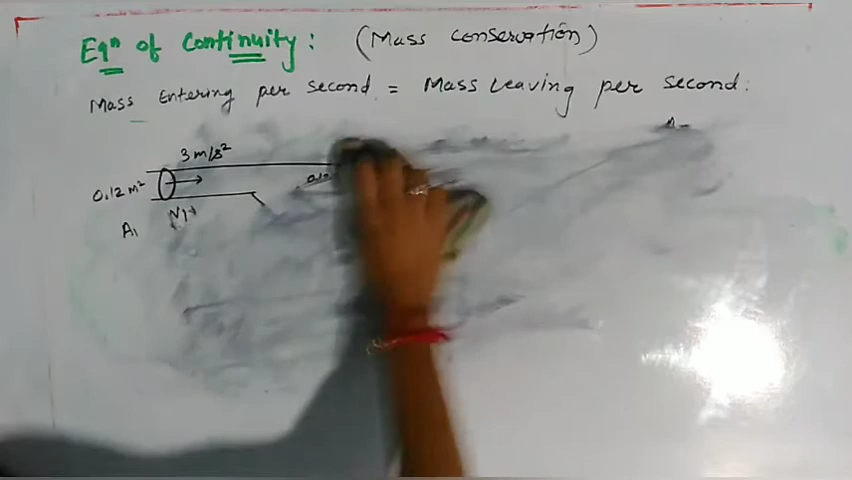 Eqⁿ of Continuity : (Mass conservation)
Mass Entering per second = Mass Leaving per second.
3 m/s²
0.12 m²
A₁